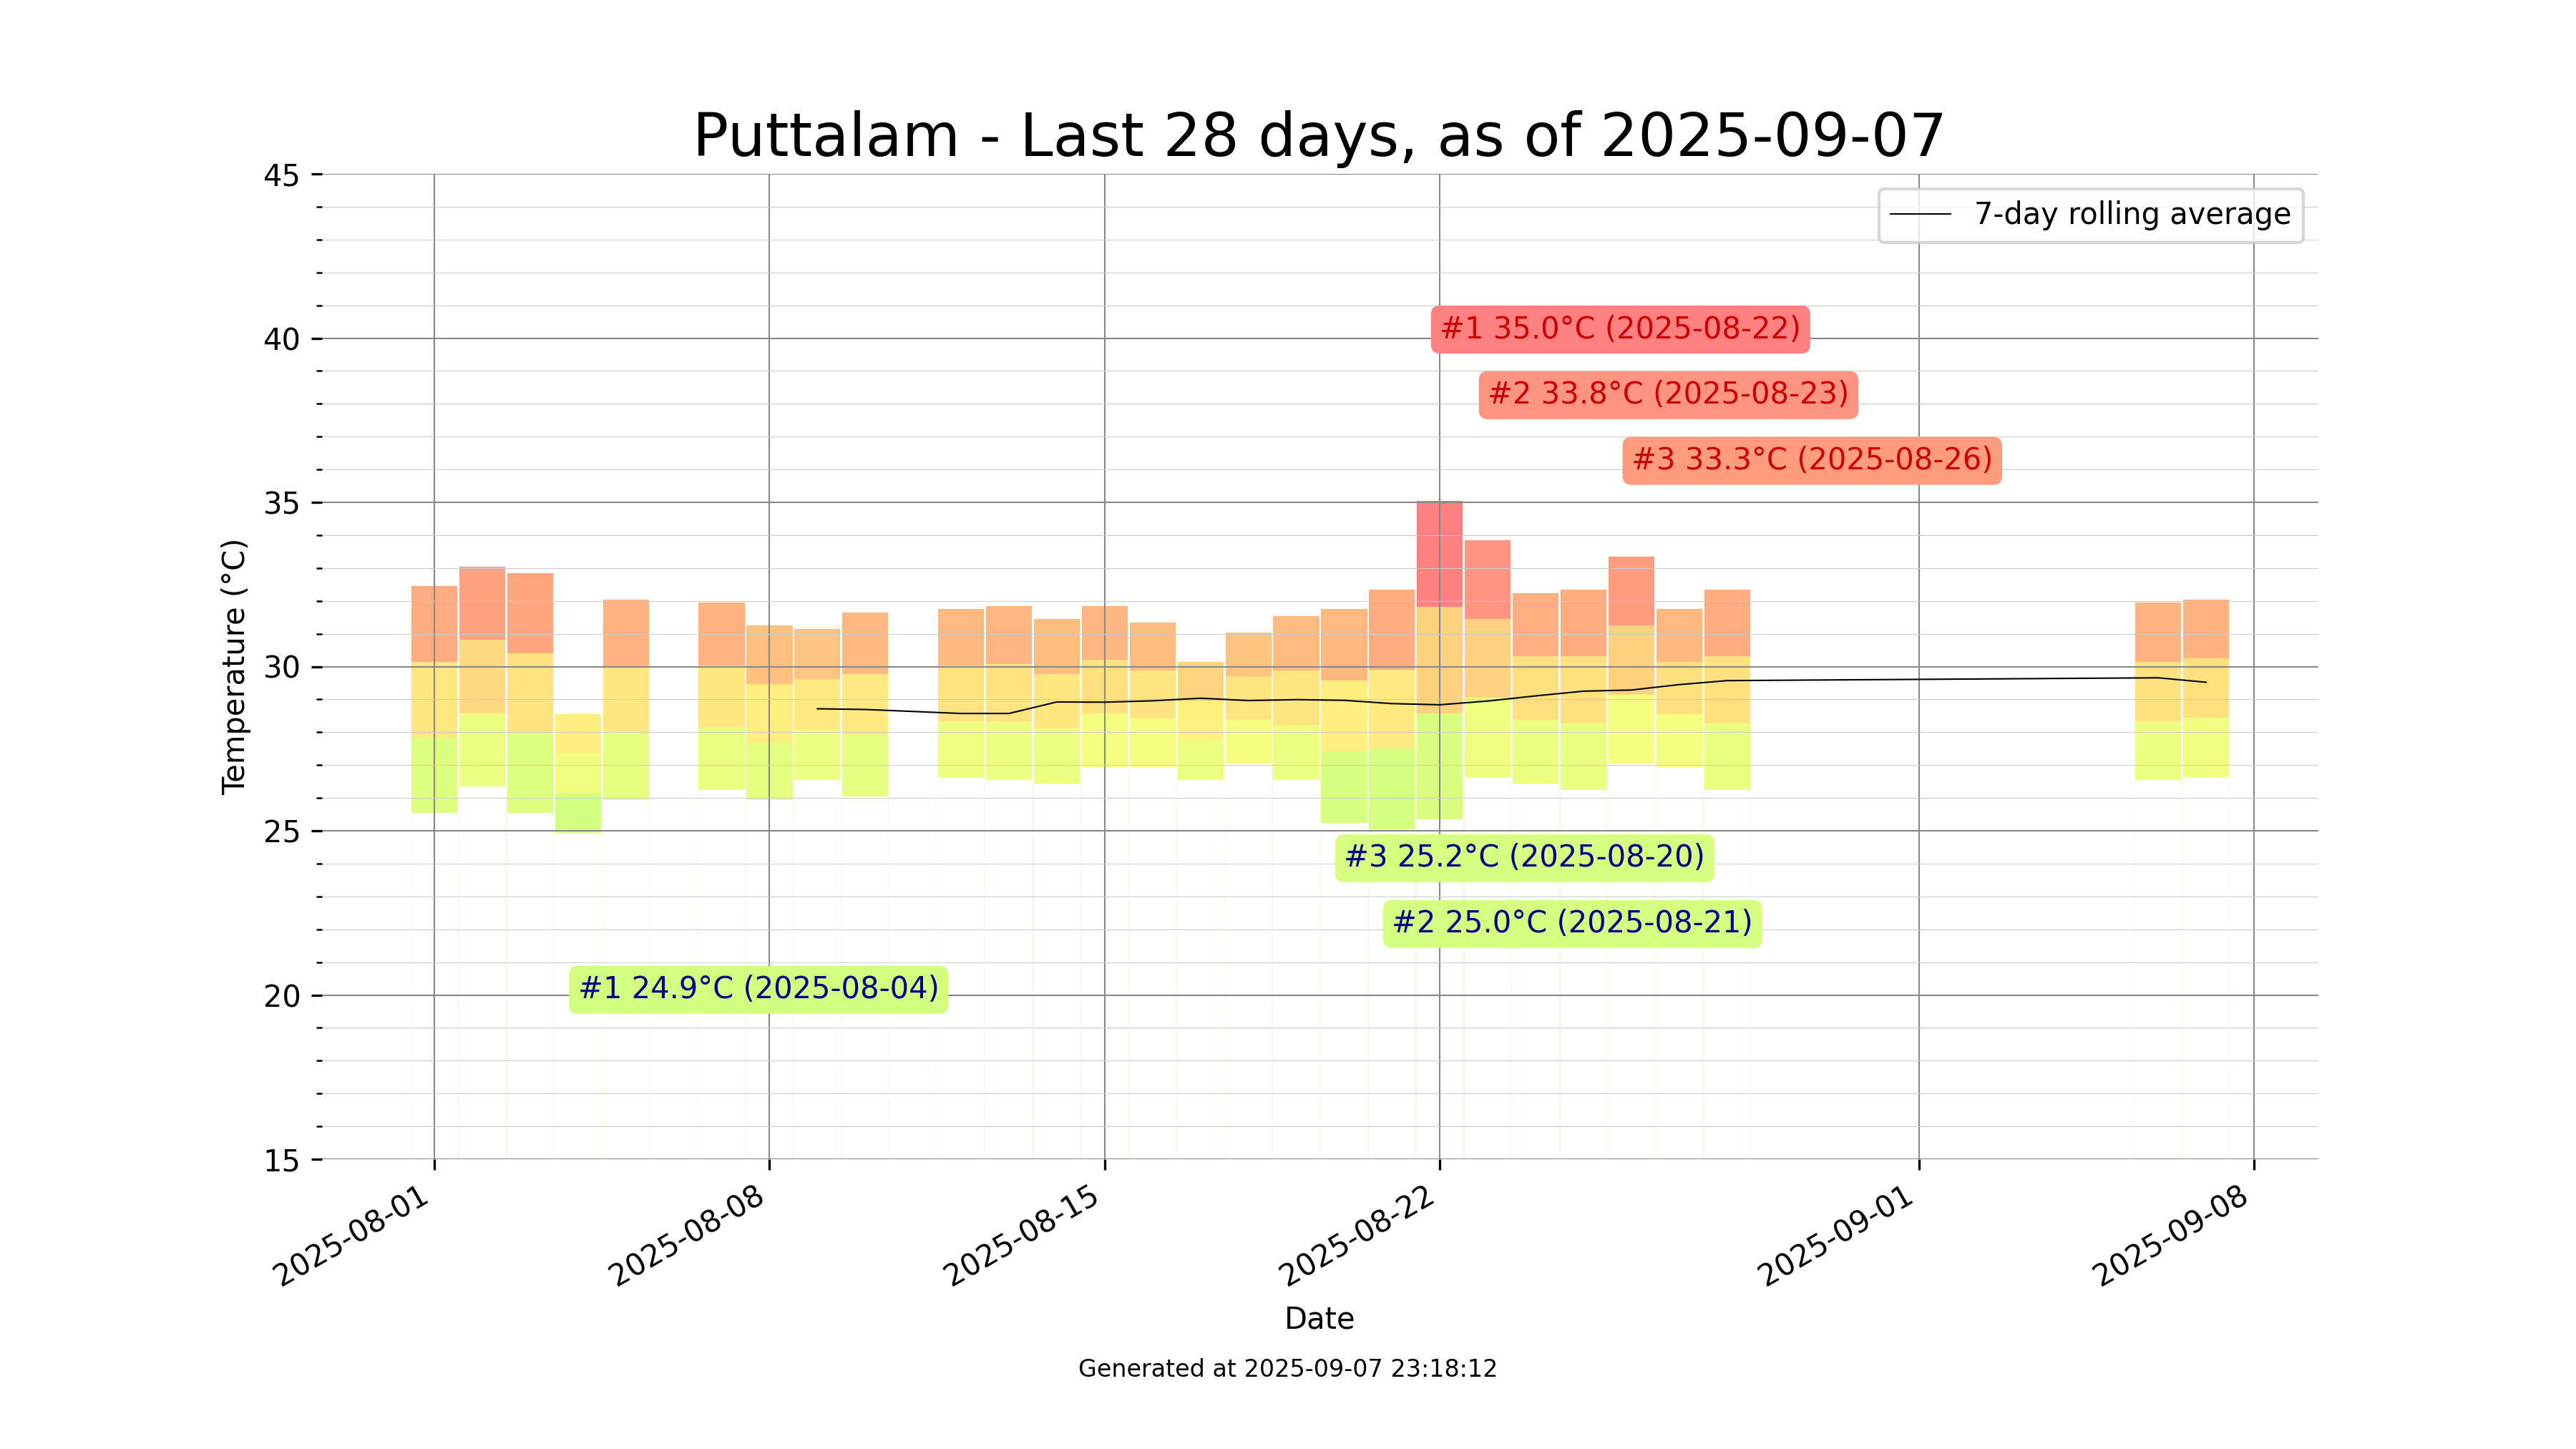 Puttalam - Last 28 days, as of 2025-09-07
7-day rolling average
45
40
35
30
25
20
15
Temperature (°C)
#1 35.0°C (2025-08-22)
#2 33.8°C (2025-08-23)
#3 33.3°C (2025-08-26)
#3 25.2°C (2025-08-20)
#2 25.0°C (2025-08-21)
#1 24.9°C (2025-08-04)
2025-08-01
2025-08-08
2025-08-15
2025-08-22
2025-09-01
2025-09-08
Date
Generated at 2025-09-07 23:18:12